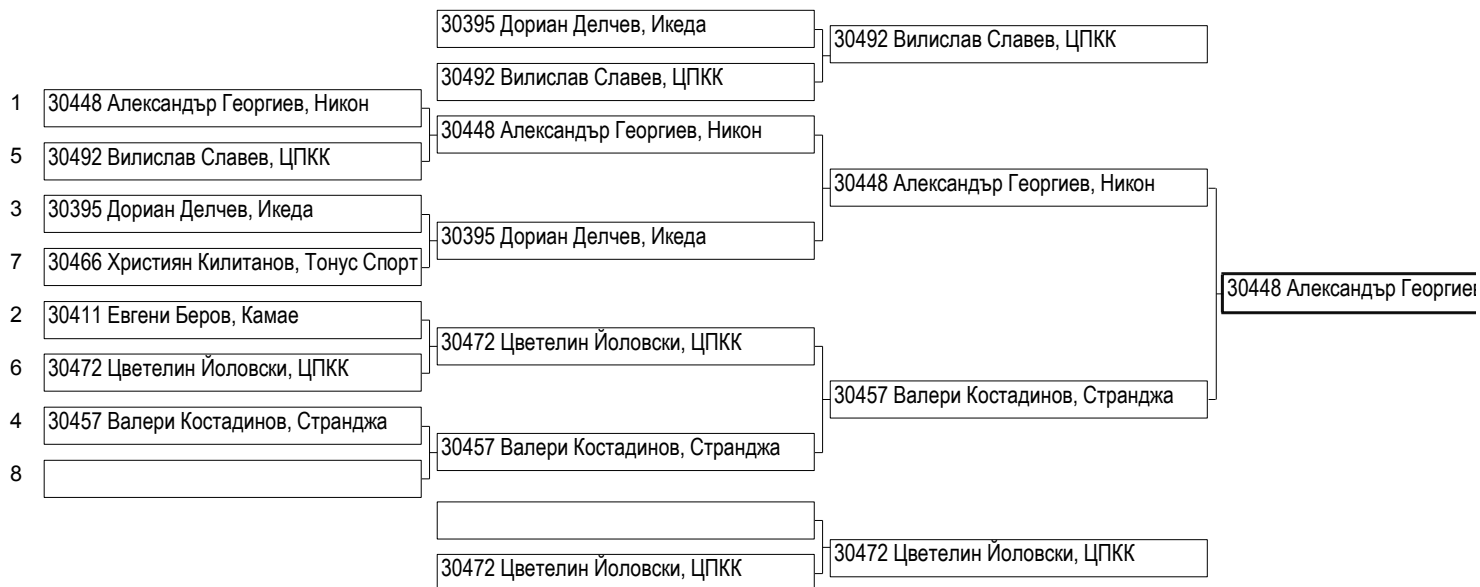 30395 Дориан Делчев, Икеда
30492 Вилислав Славев, ЦПКК
30492 Вилислав Славев, ЦПКК
1 30448 Александър Георгиев, Никон
30448 Александър Георгиев, Никон
5 30492 Вилислав Славев, ЦПКК
30448 Александър Георгиев, Никон
3 30395 Дориан Делчев, Икеда
30395 Дориан Делчев, Икеда
7 30466 Християн Килитанов, Тонус Спорт
30448 Александър Георгиев
2 30411 Евгени Беров, Камае
30472 Цветелин Йоловски, ЦПКК
6 30472 Цветелин Йоловски, ЦПКК
30457 Валери Костадинов, Странджа
4 30457 Валери Костадинов, Странджа
30457 Валери Костадинов, Странджа
8
30472 Цветелин Йоловски, ЦПКК
30472 Цветелин Йоловски, ЦПКК